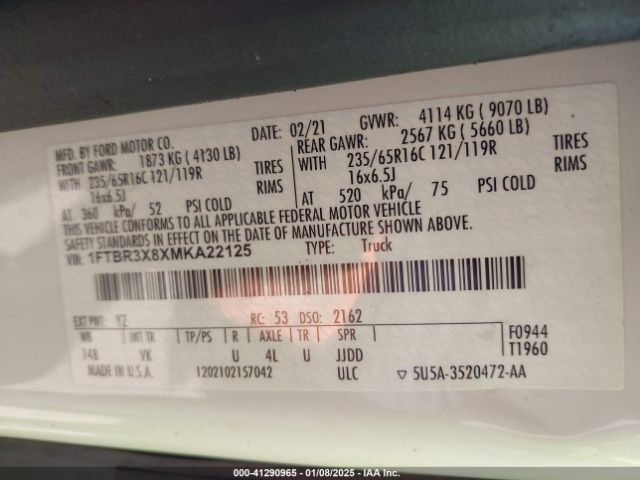 MFD. BY FORD MOTOR CO. DATE: 02/21 GVWR: 4114 KG ( 9070 LB)
FRONT GAWR: 1873 KG ( 4130 LB) REAR GAWR: 2567 KG ( 5660 LB)
WITH 235/65R16C 121/119R TIRES WITH 235/65R16C 121/119R TIRES
16x6.5J RIMS 16x6.5J RIMS
AT 360 kPa/ 52 PSI COLD AT 520 kPa/ 75 PSI COLD
THIS VEHICLE CONFORMS TO ALL APPLICABLE FEDERAL MOTOR VEHICLE
SAFETY STANDARDS IN EFFECT ON THE DATE OF MANUFACTURE SHOWN ABOVE.
VIN: 1FTBR3X8XMKA22125 TYPE: Truck
EXT PNT: YZ RC: 53 DSO: 2162
WB INT TR TP/PS R AXLE TR SPR F0944
14B VK U 4L U JJDD T1960
MADE IN U.S.A. 1202102157042 ULC ▽ 5U5A-3520472-AA
000-41290965 - 01/08/2025 - IAA Inc.